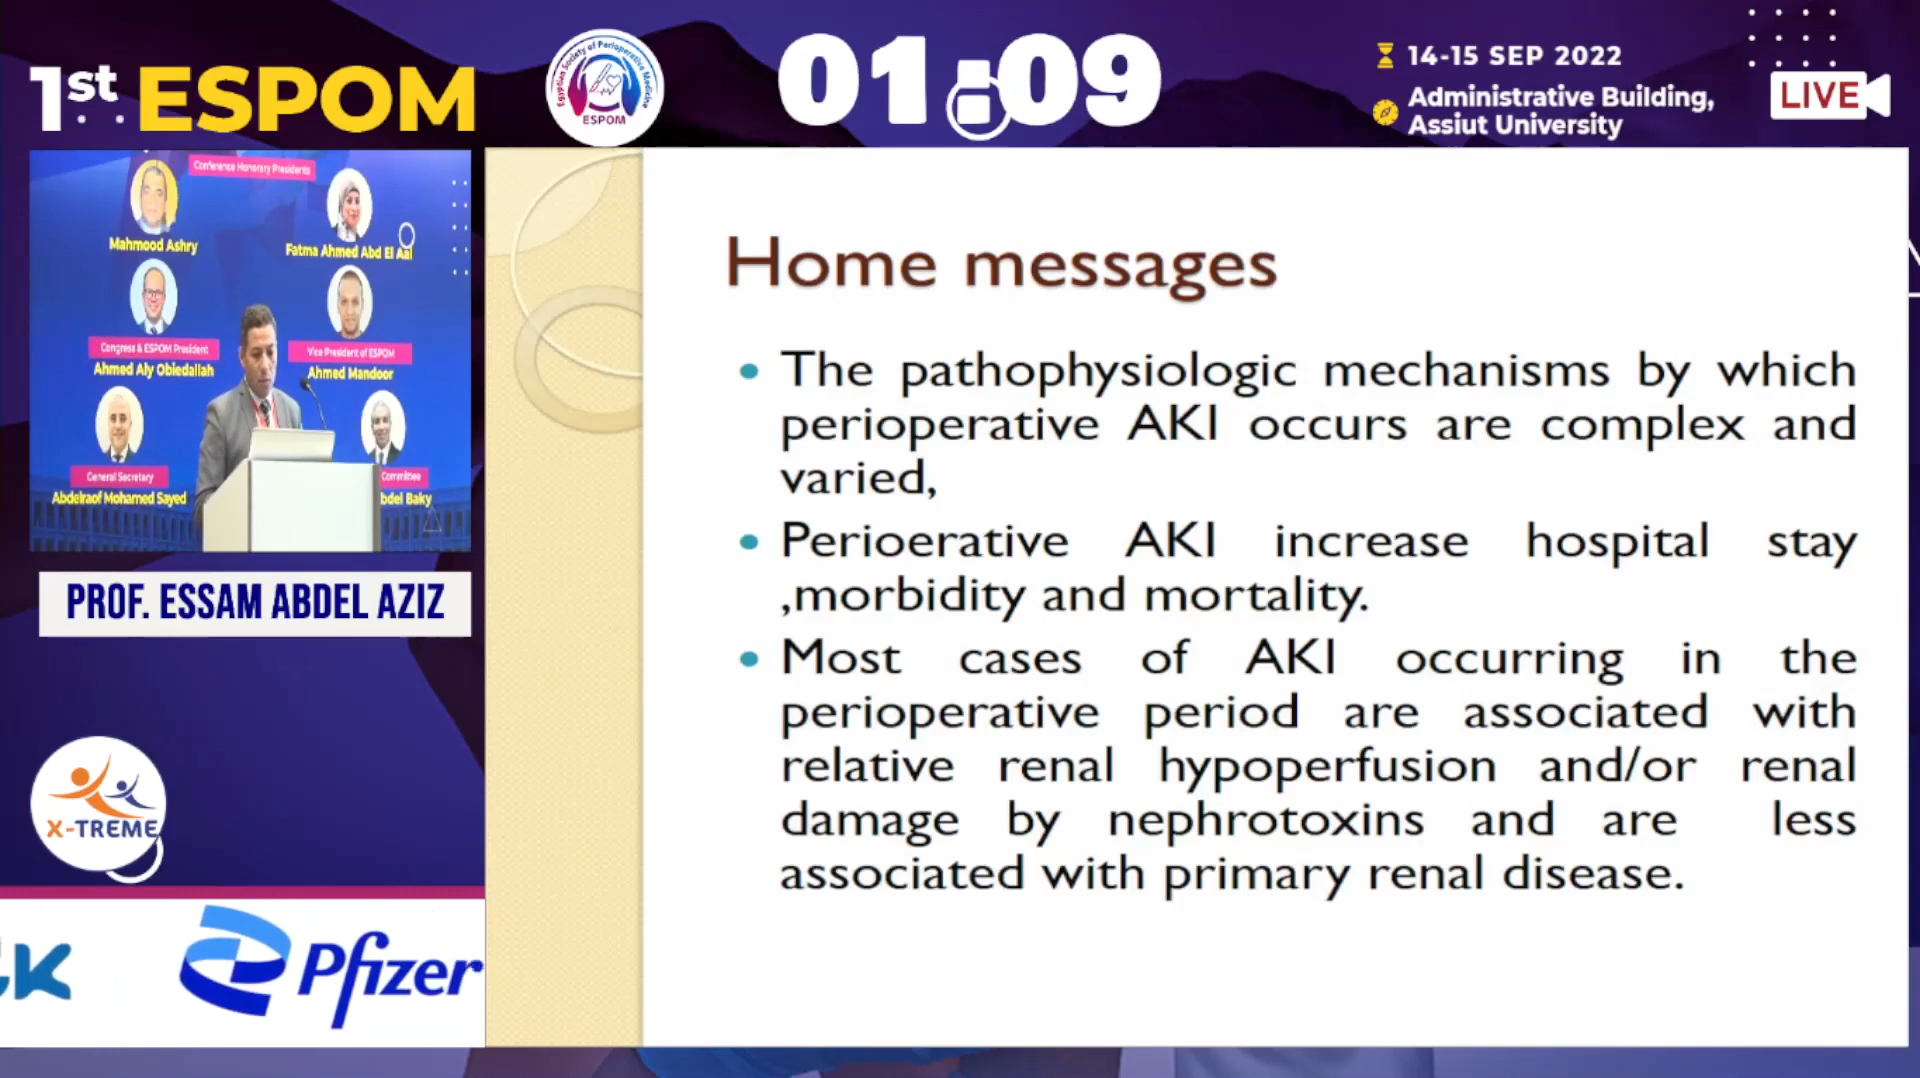 1st ESPOM
Egyptian Society of Perioperative Medicine
ESPOM
01:09
14-15 SEP 2022
Administrative Building,
Assiut University
LIVE
Conference Honorary Presidents
Mahmood Ashry
Fatma Ahmed Abd El Aal
Congress & ESPOM President
Ahmed Aly Obiedallah
Vice President of ESPOM
Ahmed Mandoor
General Secretary
Abdelraof Mohamed Sayed
Committee
bdel Baky
PROF. ESSAM ABDEL AZIZ
X-TREME
Pfizer
Home messages
• The pathophysiologic mechanisms by which
perioperative AKI occurs are complex and
varied,
• Perioerative AKI increase hospital stay
,morbidity and mortality.
• Most cases of AKI occurring in the
perioperative period are associated with
relative renal hypoperfusion and/or renal
damage by nephrotoxins and are less
associated with primary renal disease.